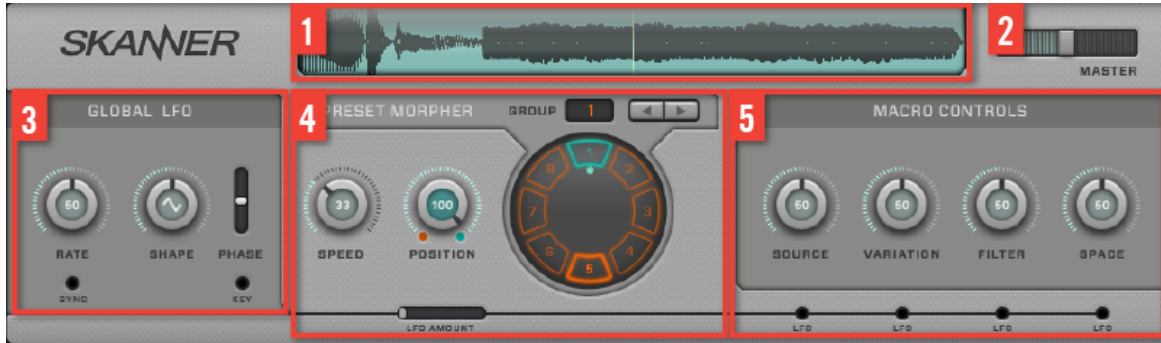 SKANNER
1
2
MASTER
3
GLOBAL LFO
4
PRESET MORPHER
GROUP
1
5
MACRO CONTROLS
1
8
2
50
33
100
7
3
50
50
50
50
RATE
SHAPE
PHASE
SPEED
POSITION
6
4
SOURCE
VARIATION
FILTER
SPACE
5
SYNC
KEY
LFO AMOUNT
LFO
LFO
LFO
LFO